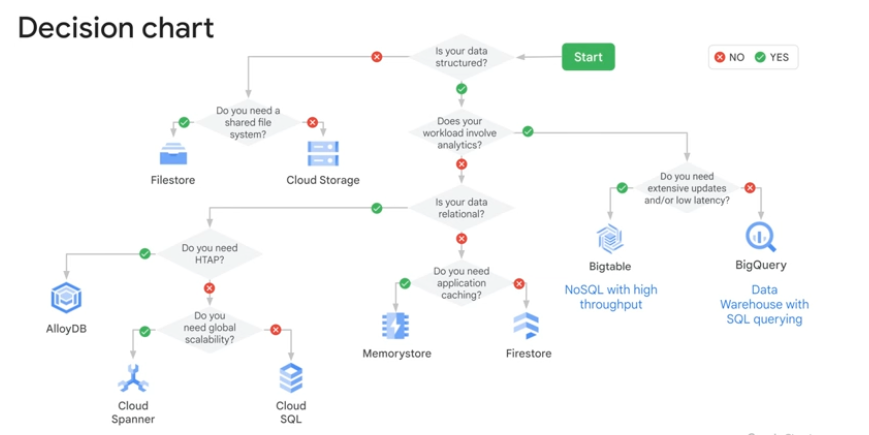 Decision chart
Is your data
structured?
Start
NO
YES
Do you need a
shared file
system?
Does your
workload involve
analytics?
Filestore
Cloud Storage
Do you need
extensive updates
and/or low latency?
Is your data
relational?
Do you need
HTAP?
Do you need
application
caching?
Bigtable
BigQuery
NoSQL with high
throughput
Data
Warehouse with
SQL querying
AlloyDB
Do you
need global
scalability?
Memorystore
Firestore
Cloud
Spanner
Cloud
SQL